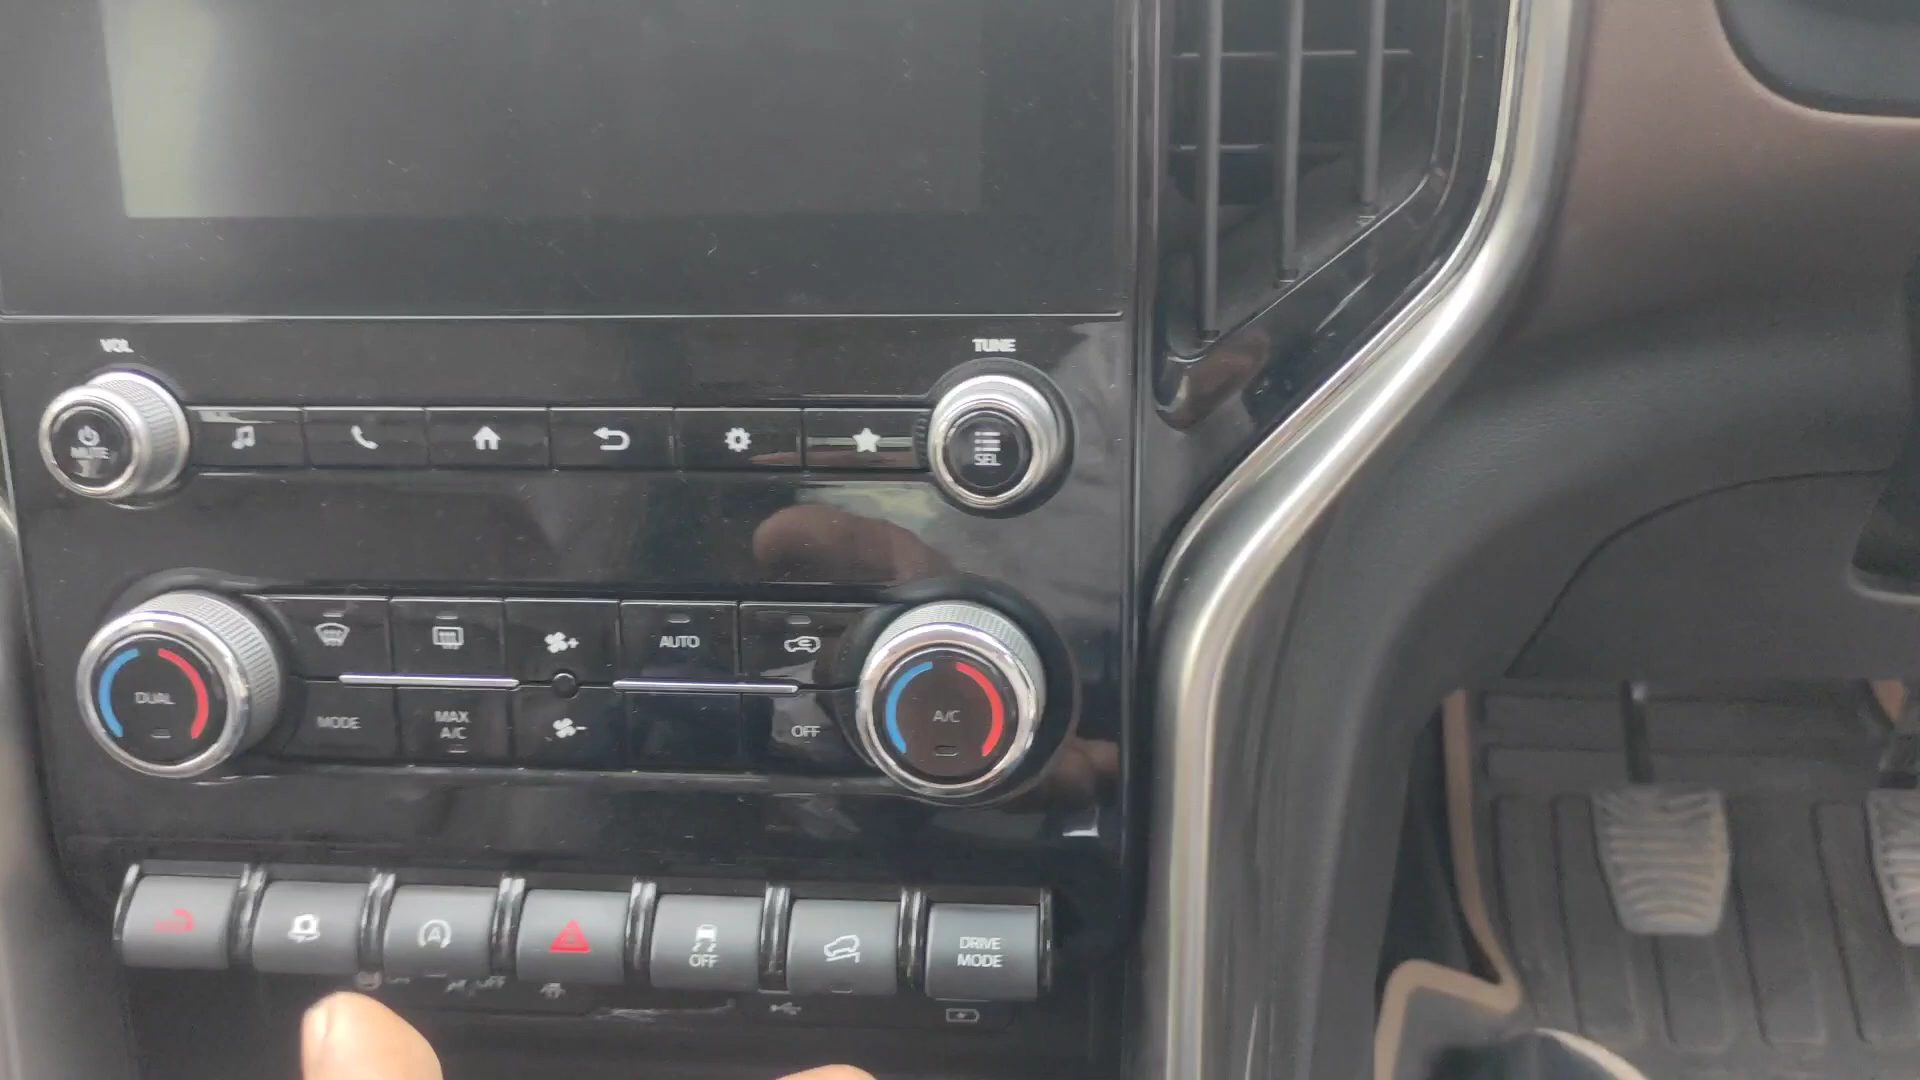 VOL
TUNE
MUTE
SEL
AUTO
DUAL
MODE
MAX
A/C
OFF
A/C
A
OFF
DRIVE
MODE